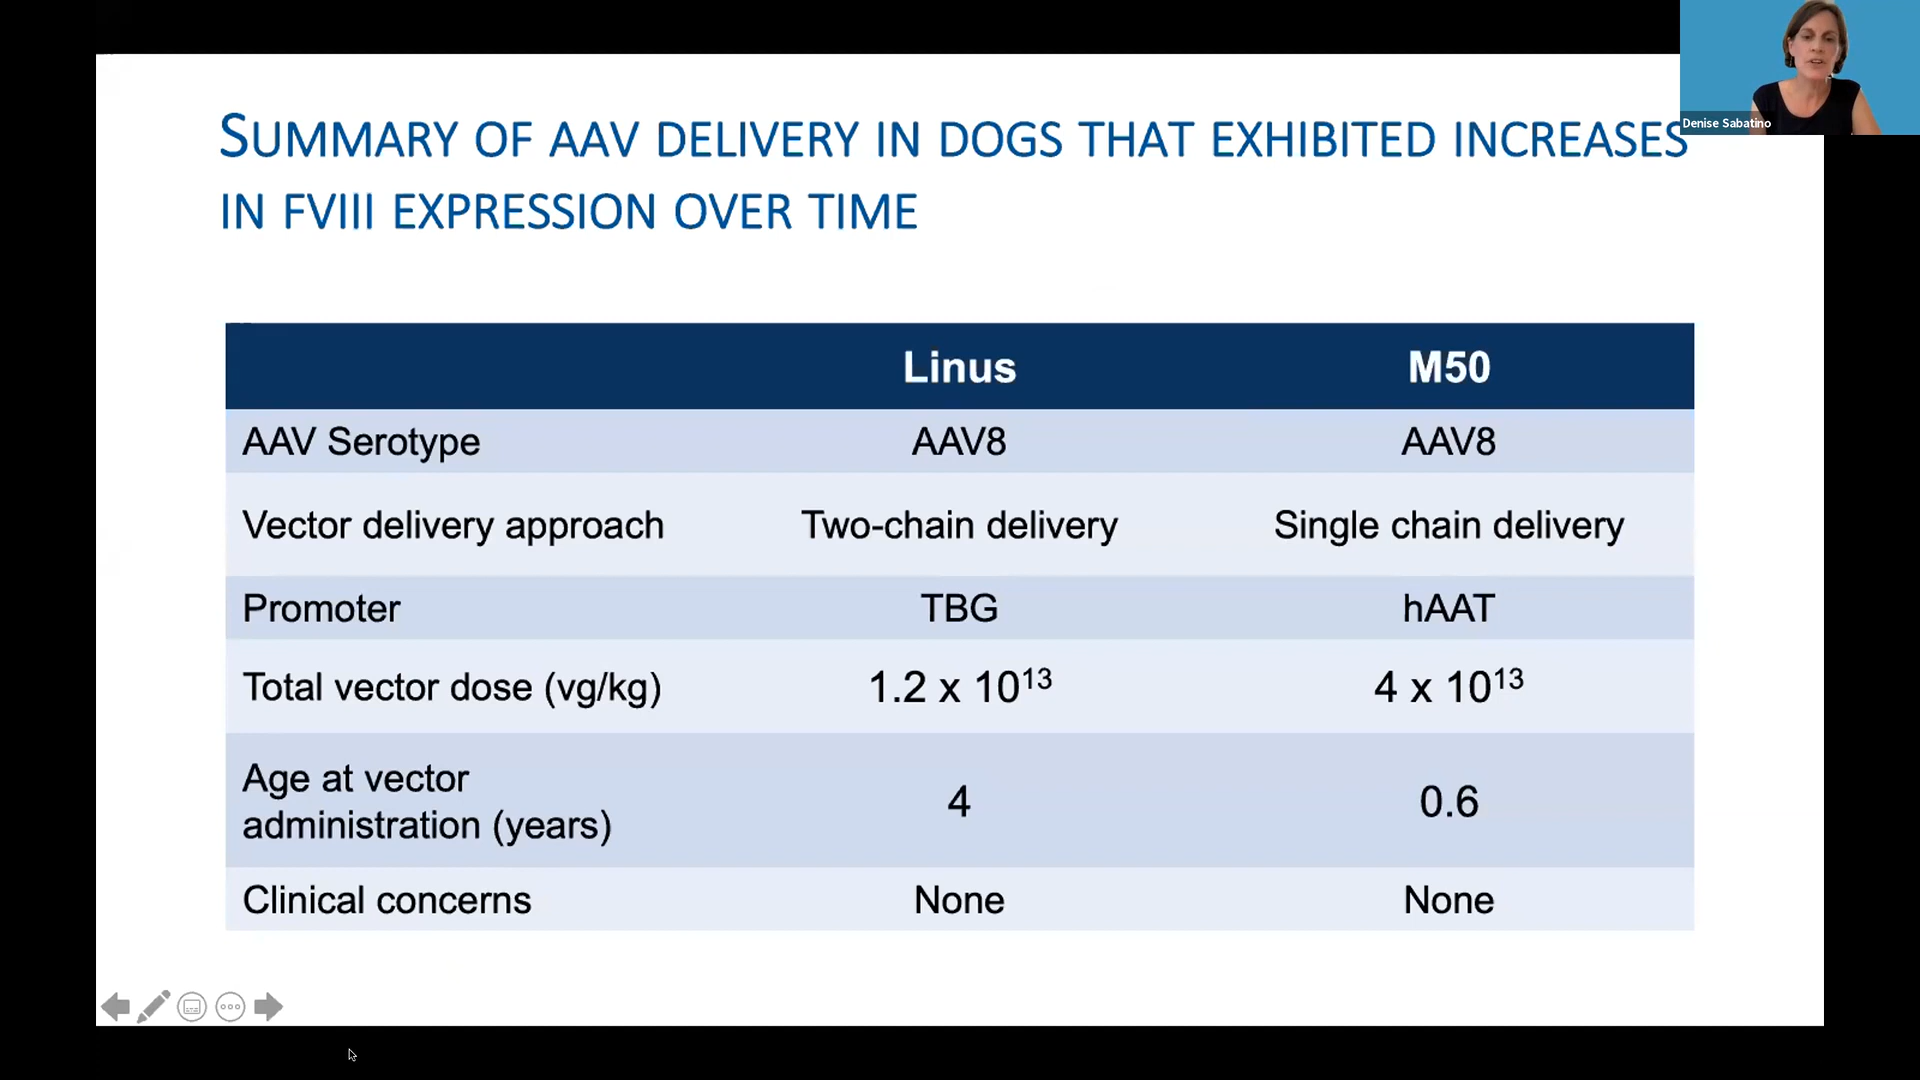 Denise Sabatino
SUMMARY OF AAV DELIVERY IN DOGS THAT EXHIBITED INCREASES
IN FVIII EXPRESSION OVER TIME
Linus M50
AAV Serotype AAV8 AAV8
Vector delivery approach Two-chain delivery Single chain delivery
Promoter TBG hAAT
Total vector dose (vg/kg) 1.2 x 10¹³ 4 x 10¹³
Age at vector
administration (years) 4 0.6
Clinical concerns None None